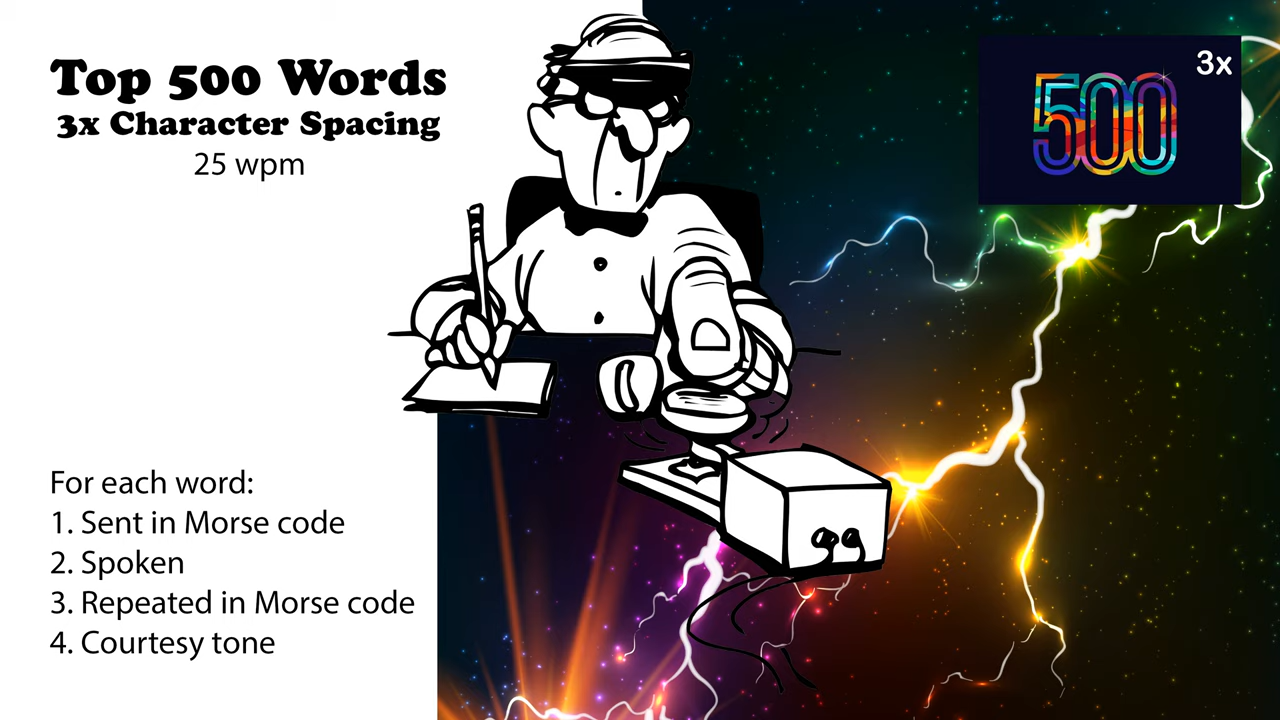 Top 500 Words
3x Character Spacing
25 wpm
3x
500
For each word:
1. Sent in Morse code
2. Spoken
3. Repeated in Morse code
4. Courtesy tone